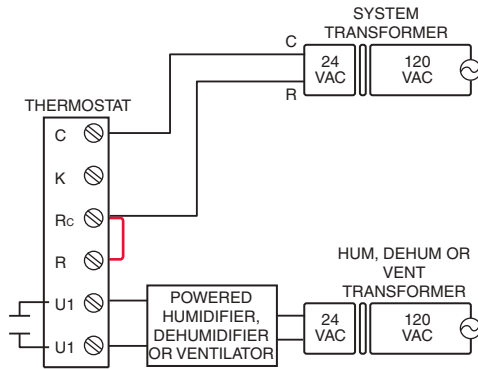 SYSTEM
TRANSFORMER
C
24
VAC
120
VAC
R
THERMOSTAT
C
K
Rc
R
U1
U1
POWERED
HUMIDIFIER,
DEHUMIDIFIER
OR VENTILATOR
HUM, DEHUM OR
VENT
TRANSFORMER
24
VAC
120
VAC